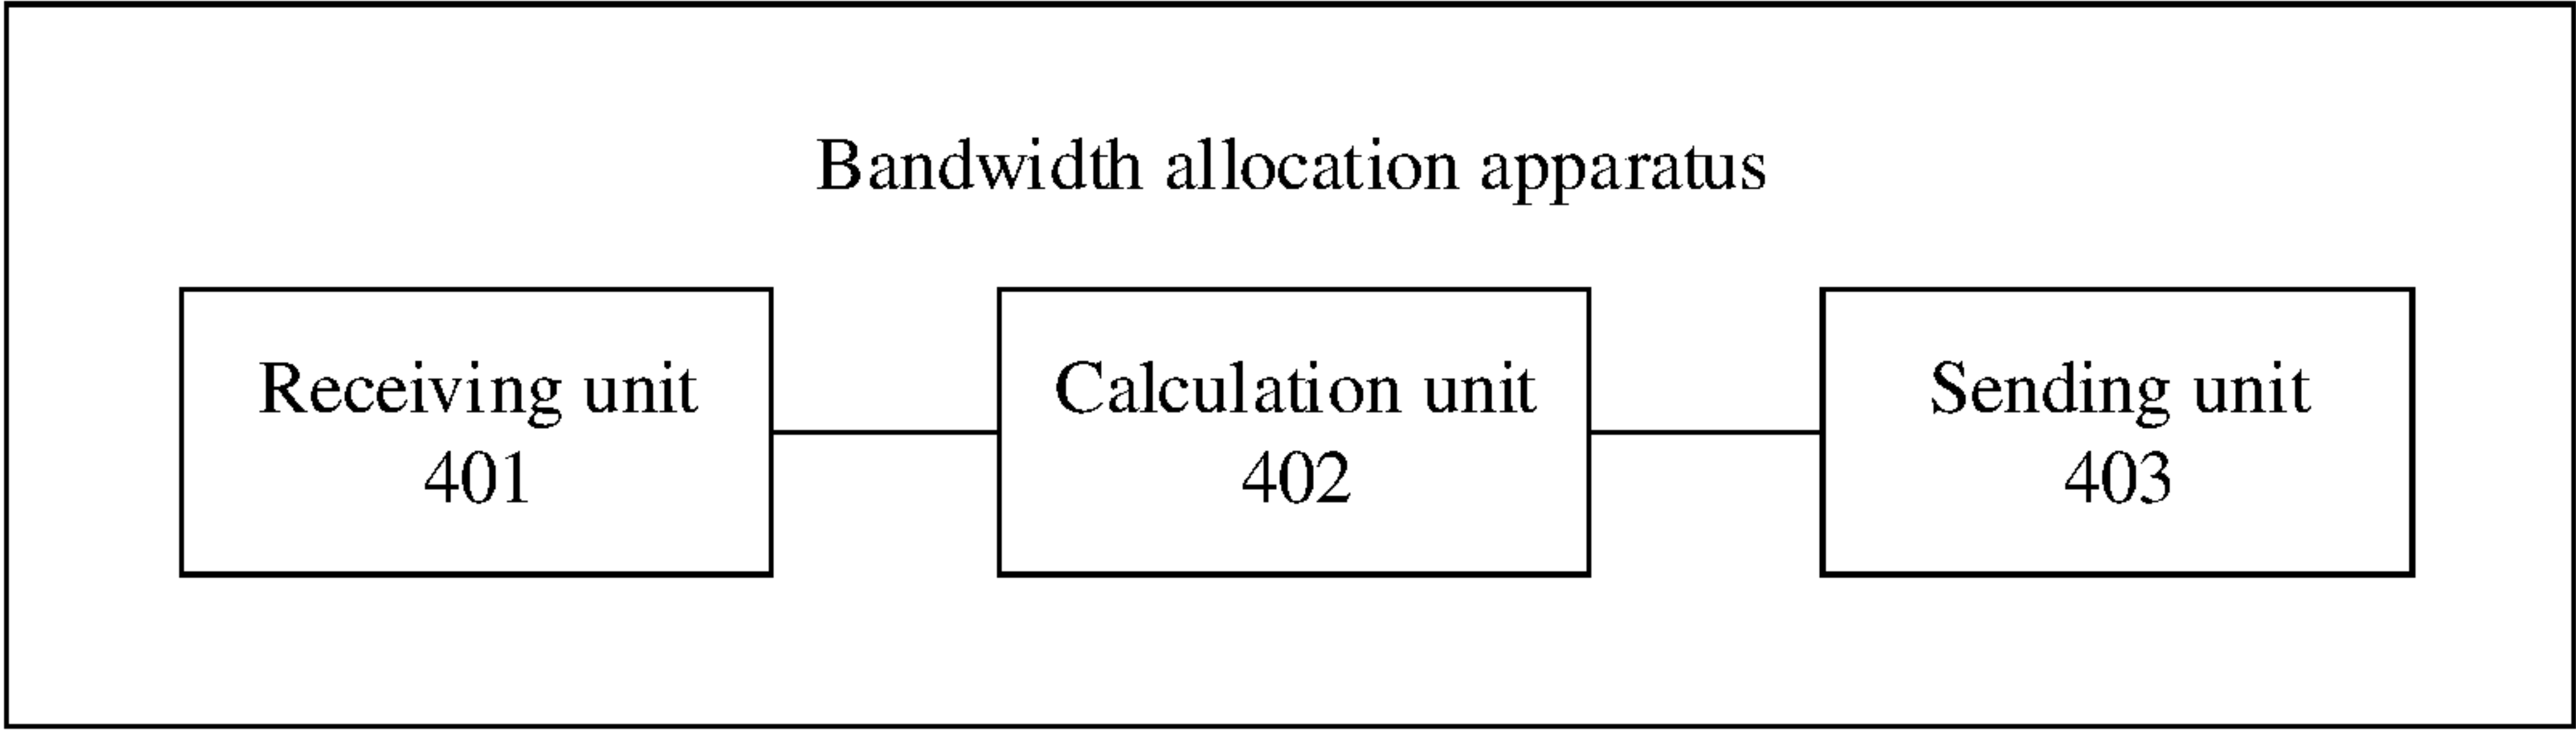 Bandwidth allocation apparatus
Receiving unit
401
Calculation unit
402
Sending unit
403